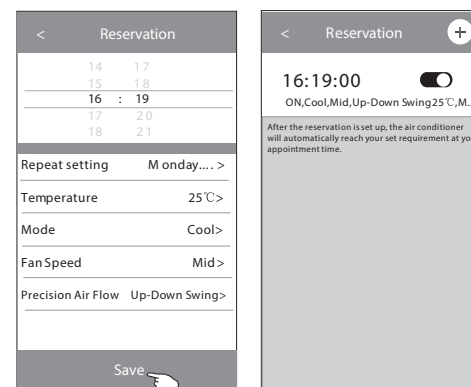 < Reservation
14 17
15 18
16 : 19
17 20
18 21
Repeat setting Monday.... >
Temperature 25℃>
Mode Cool>
Fan Speed Mid>
Precision Air Flow Up-Down Swing>
Save
< Reservation +
16:19:00
ON,Cool,Mid,Up-Down Swing25℃,M..
After the reservation is set up, the air conditioner
will automatically reach your set requirement at yo
appointment time.